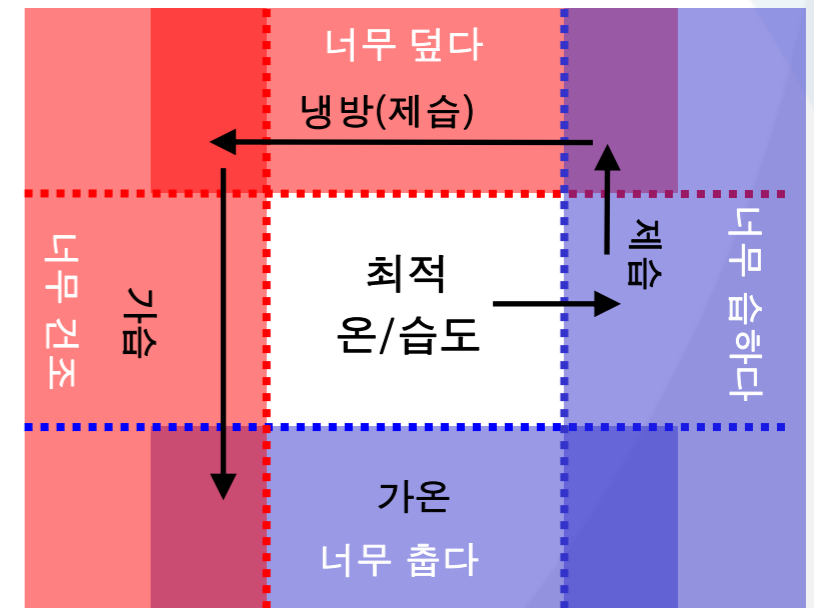 너무 덮다
냉방(제습)
너무 건조
가습
최적
온/습도
제습
너무 습하다
가온
너무 춥다